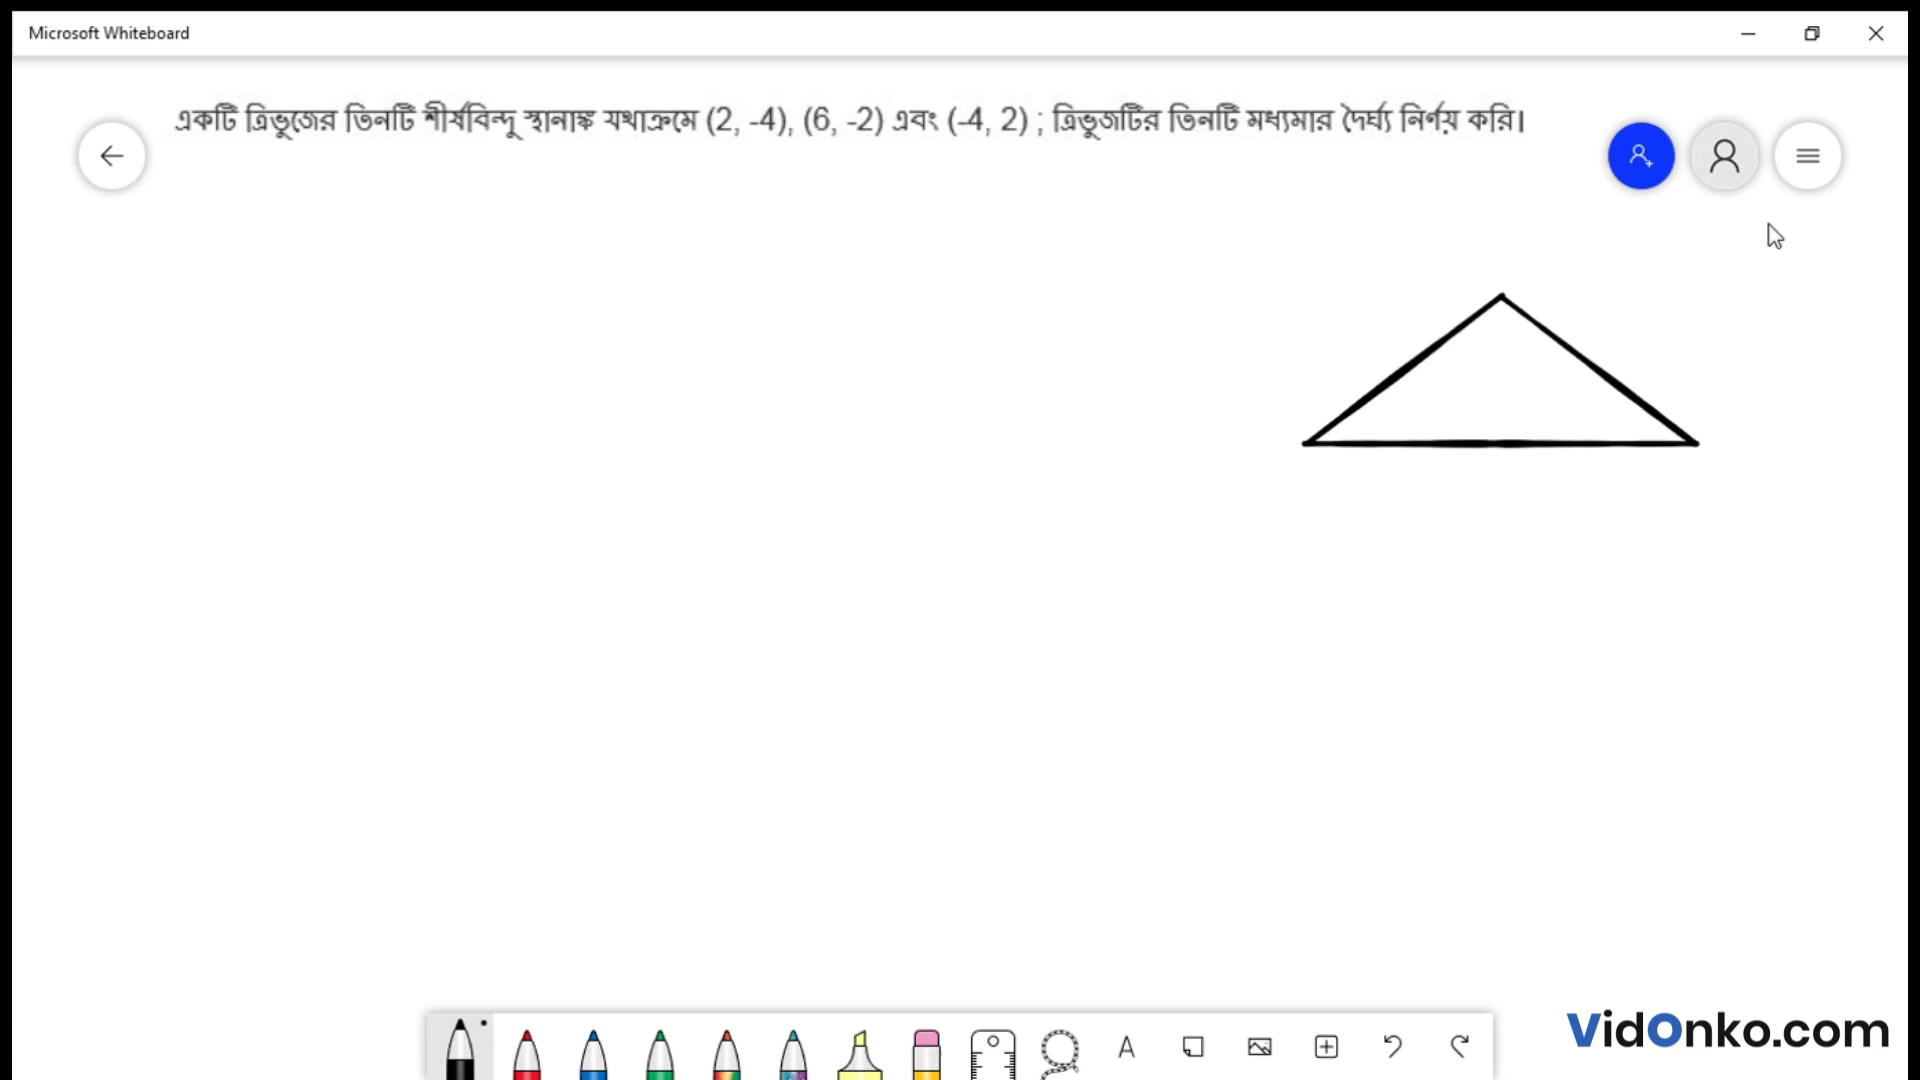 Microsoft Whiteboard
একটি ত্রিভুজের তিনটি শীর্ষবিন্দু স্থানাঙ্ক যথাক্রমে (2, -4), (6, -2) এবং (-4, 2) ; ত্রিভুজটির তিনটি মধ্যমার দৈর্ঘ্য নির্ণয় করি।
VidOnko.com